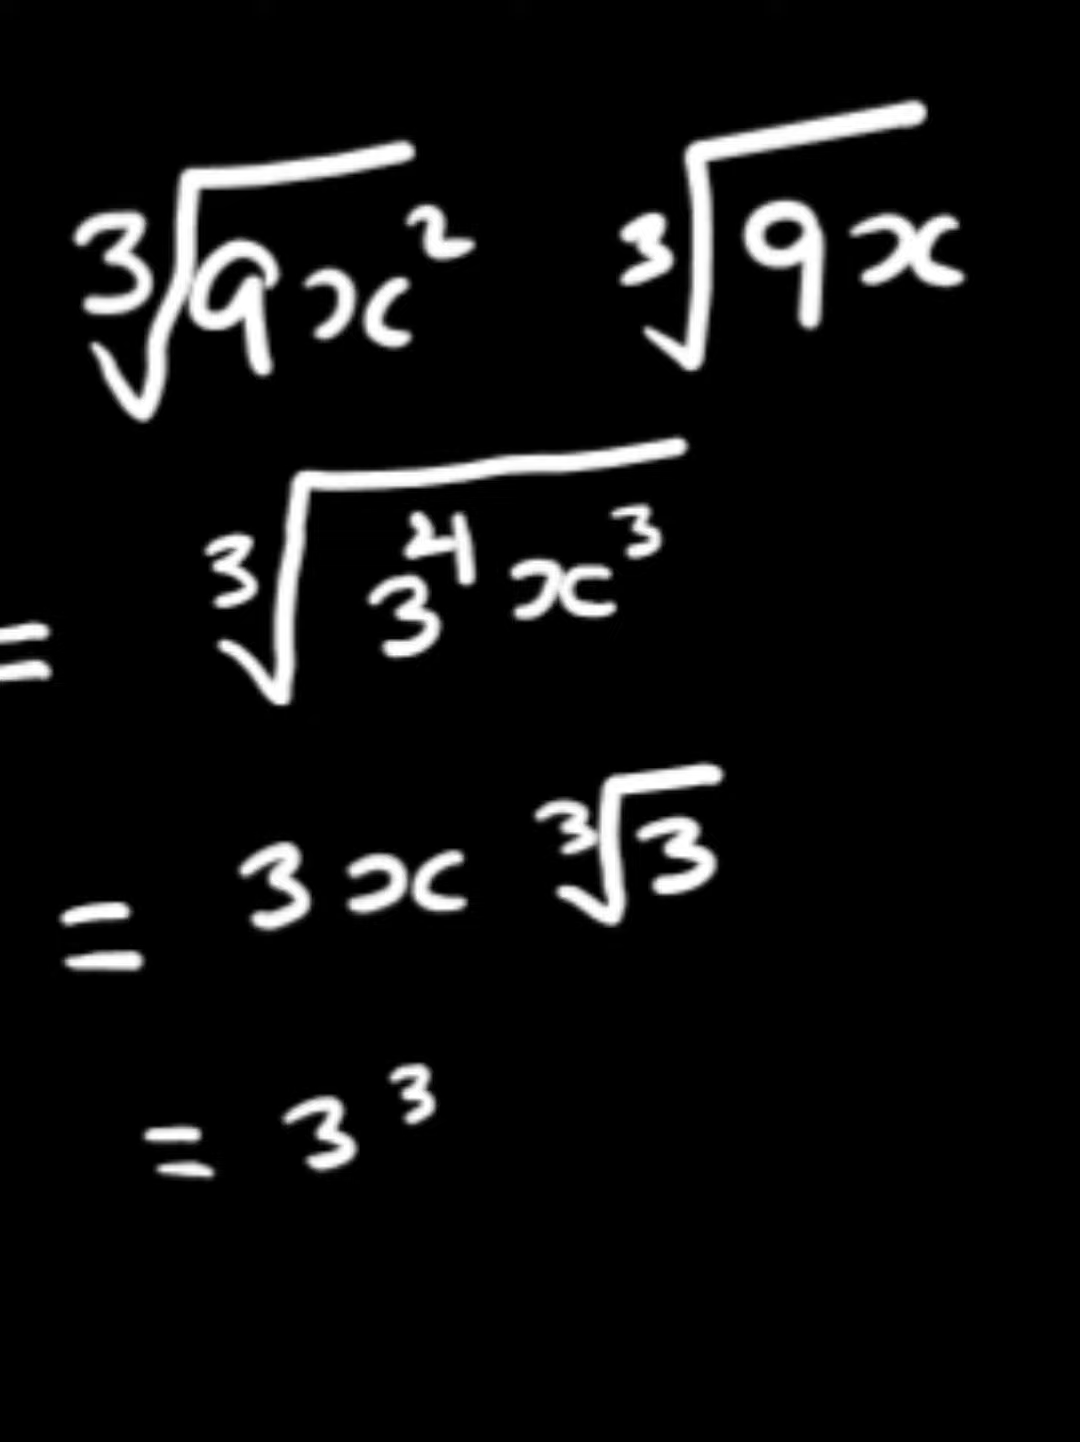 ∛9x² ∛9x
= ∛3⁴x³
= 3x ∛3
= 3³